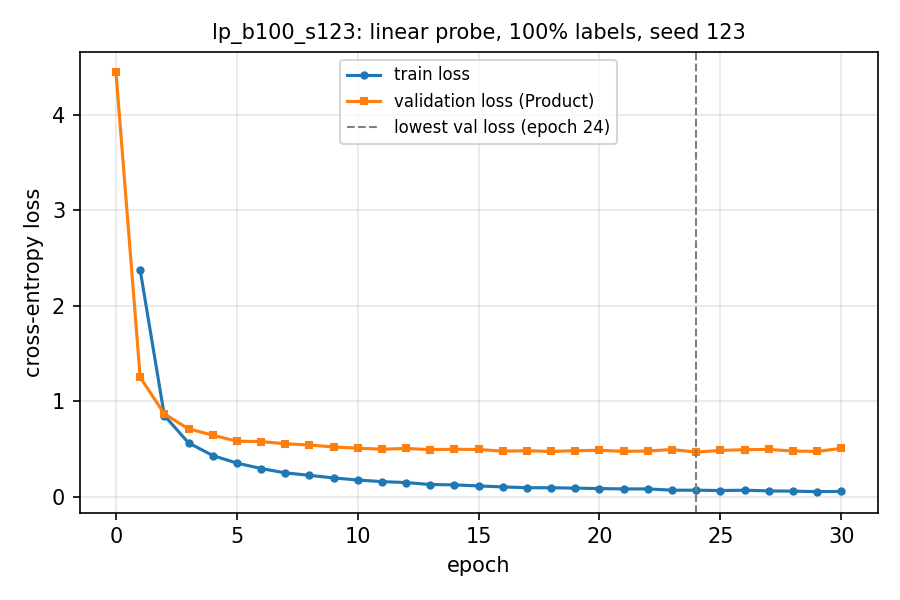 lp_b100_s123: linear probe, 100% labels, seed 123
train loss
validation loss (Product)
lowest val loss (epoch 24)
cross-entropy loss
4
3
2
1
0
0 5 10 15 20 25 30
epoch